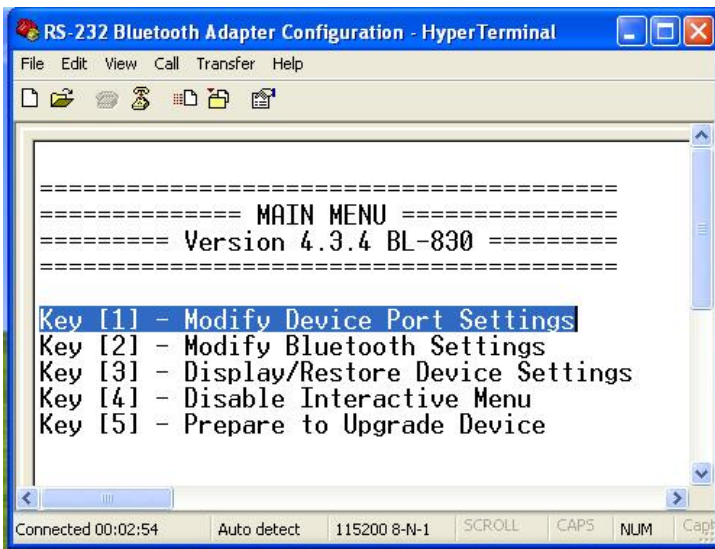 RS-232 Bluetooth Adapter Configuration - HyperTerminal
File Edit View Call Transfer Help
========================================
============== MAIN MENU ===============
========= Version 4.3.4 BL-830 =========
========================================
Key [1] - Modify Device Port Settings
Key [2] - Modify Bluetooth Settings
Key [3] - Display/Restore Device Settings
Key [4] - Disable Interactive Menu
Key [5] - Prepare to Upgrade Device
Connected 00:02:54 Auto detect 115200 8-N-1 SCROLL CAPS NUM Capt